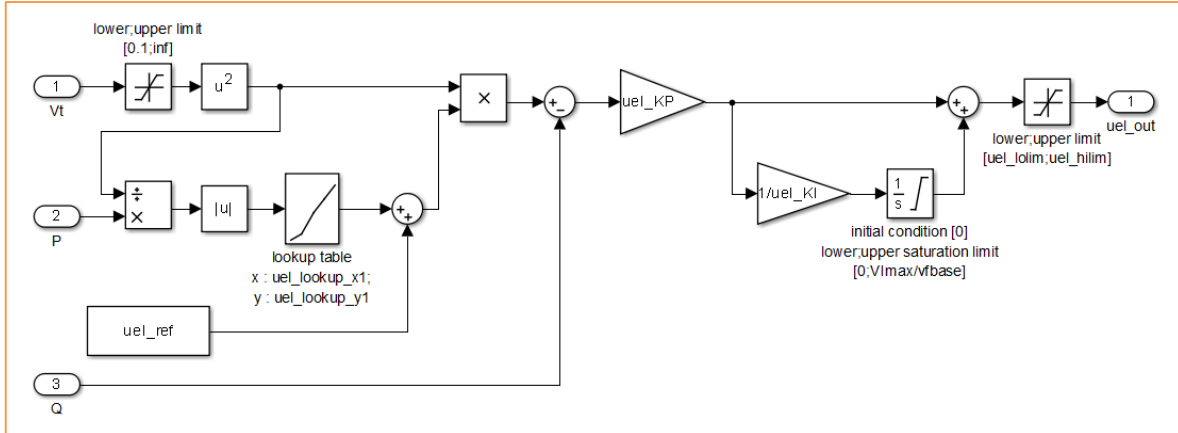 lower;upper limit
[0.1;inf]
1
Vt
u²
×
+
−
uel_KP
+
+
1
uel_out
lower;upper limit
[uel_lolim;uel_hilim]
÷
×
2
P
|u|
+
+
lookup table
x : uel_lookup_x1;
y : uel_lookup_y1
1/uel_KI
1
s
initial condition [0]
lower;upper saturation limit
[0;VImax/vfbase]
uel_ref
3
Q